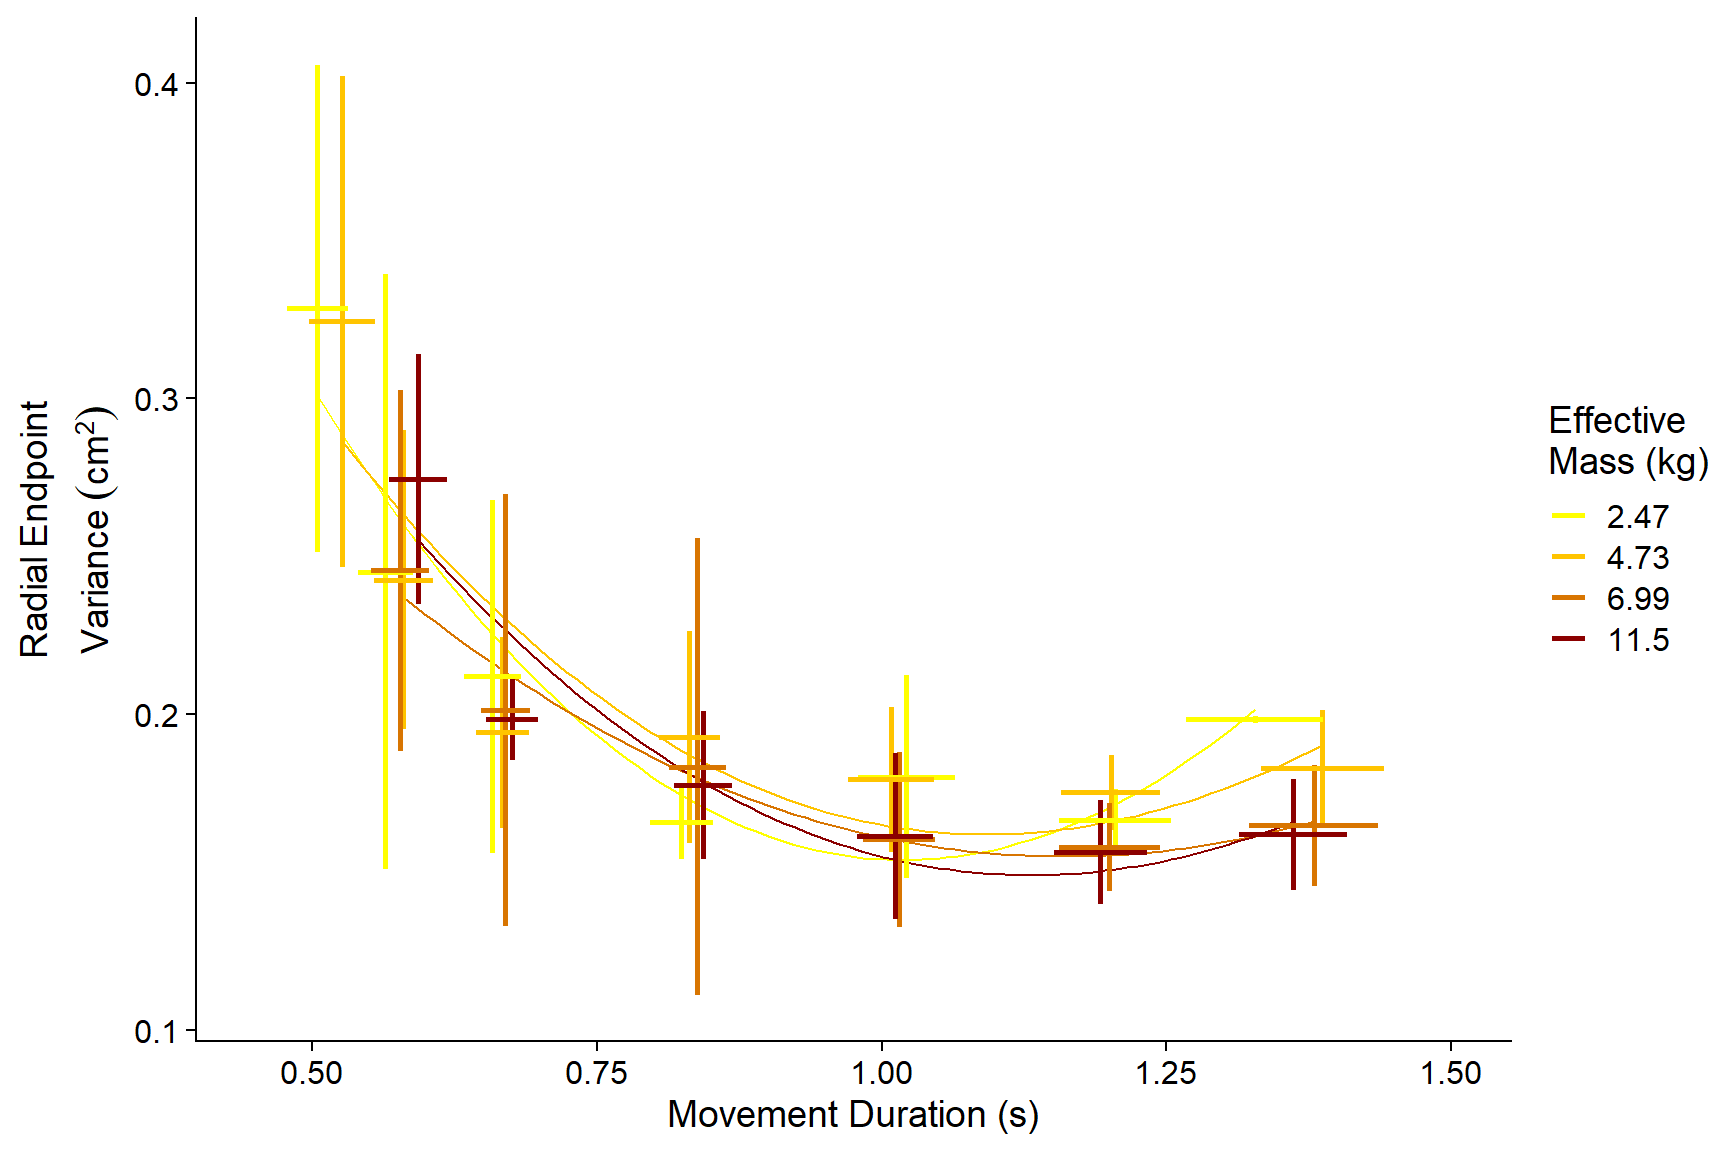 Radial Endpoint
Variance (cm²)
0.4
0.3
0.2
0.1
0.50 0.75 1.00 1.25 1.50
Movement Duration (s)
Effective
Mass (kg)
2.47
4.73
6.99
11.5